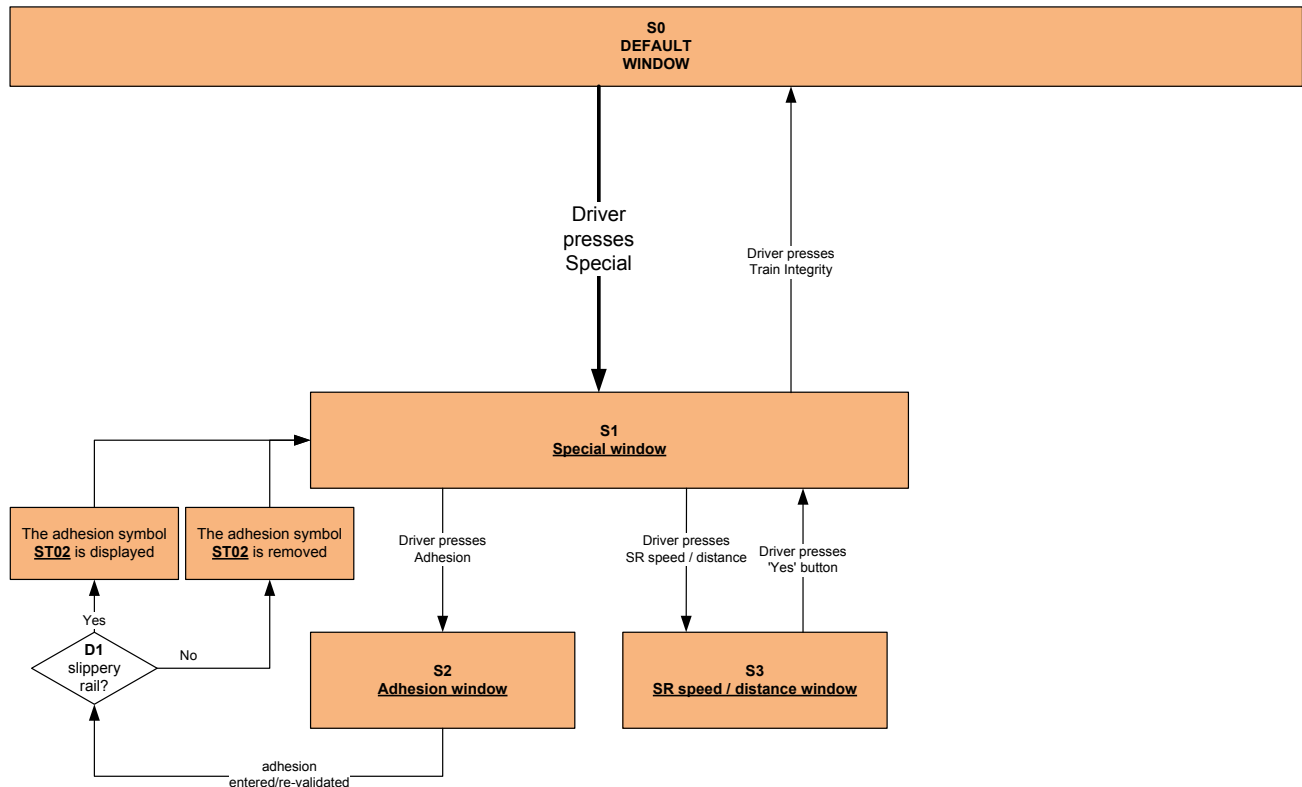 S0
DEFAULT
WINDOW
Driver
presses
Special
Driver presses
Train Integrity
S1
Special window
The adhesion symbol
ST02 is displayed
The adhesion symbol
ST02 is removed
Driver presses
Adhesion
Driver presses
SR speed / distance
Driver presses
'Yes' button
Yes
D1
slippery
rail?
No
S2
Adhesion window
S3
SR speed / distance window
adhesion
entered/re-validated